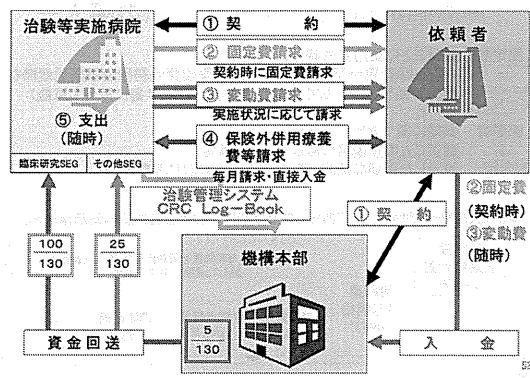 治験等実施病院
⑤ 支出
(随時)
臨床研究SEG
その他SEG
① 契 約
② 固定費請求
契約時に固定費請求
③ 変動費請求
実施状況に応じて請求
④ 保険外併用療養
費等請求
毎月請求・直接入金
依頼者
治験管理システム
CRC Log-Book
① 契 約
②固定費
(契約時)
③変動費
(随時)
100
130
25
130
機構本部
5
130
資金回送
入 金